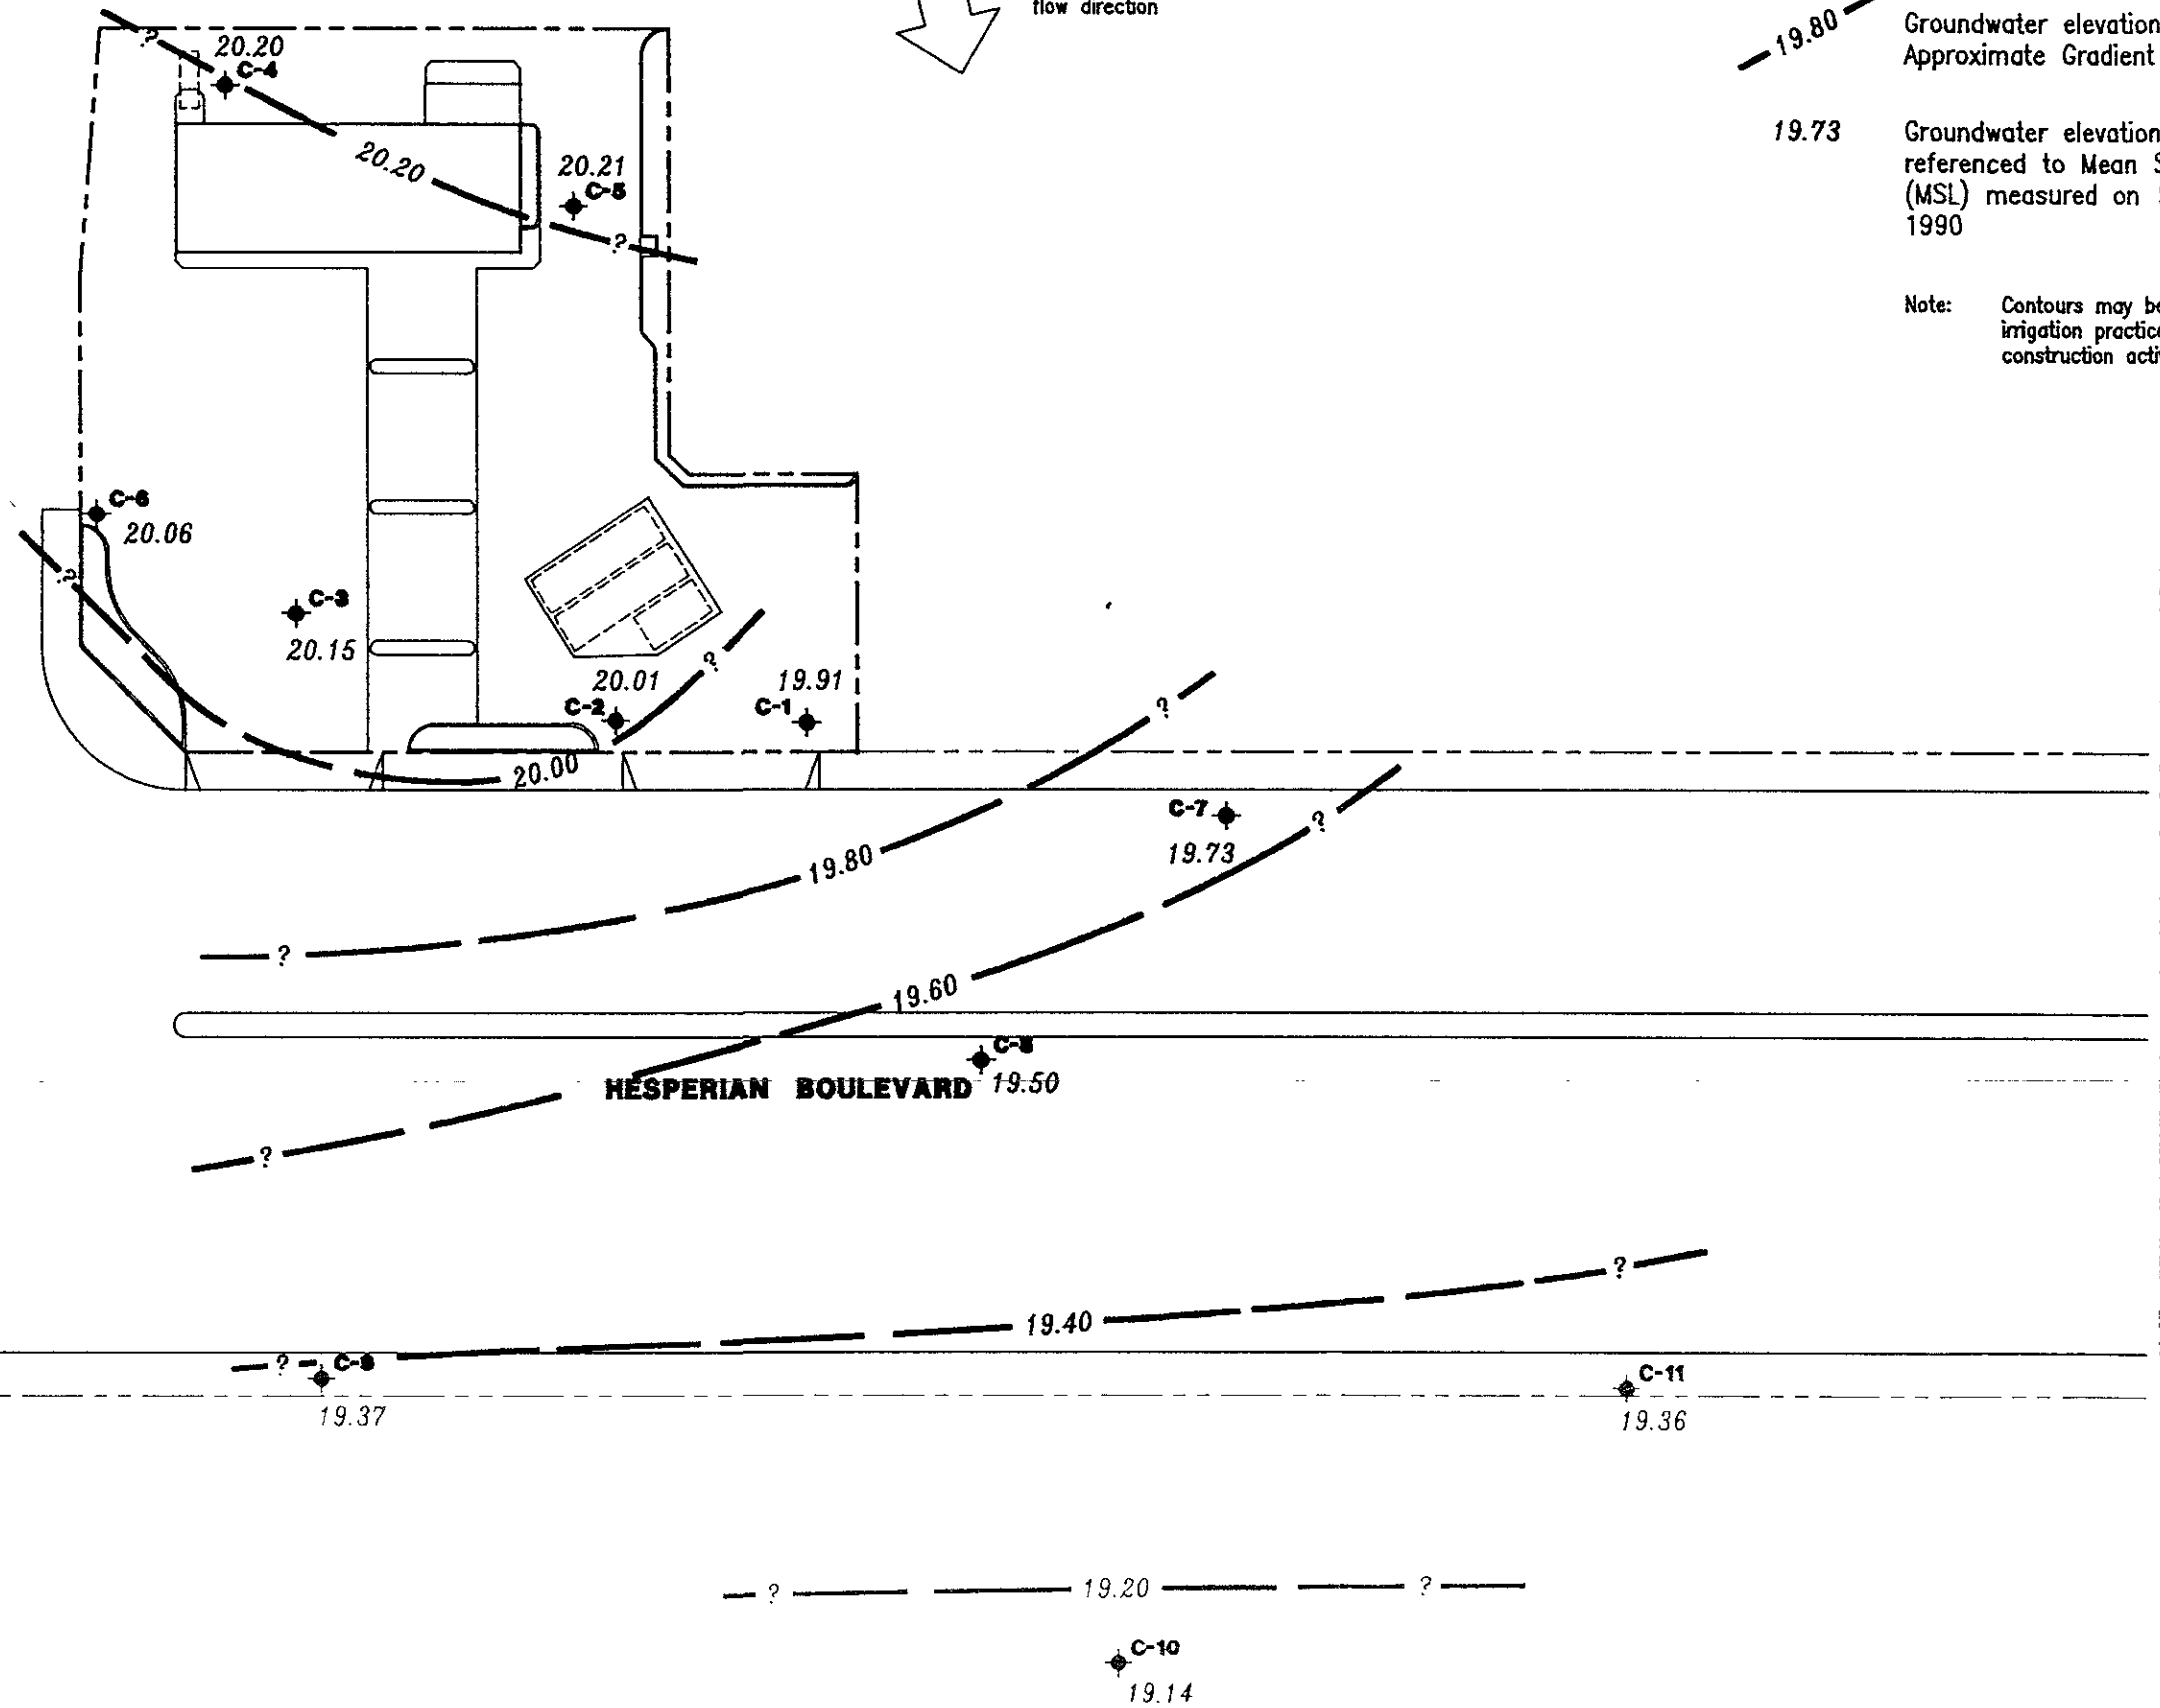 flow direction
19.80
Groundwater elevation
Approximate Gradient
19.73
Groundwater elevation
referenced to Mean
(MSL) measured on
1990
Note: Contours may
irrigation
construction
?
20.20
C-4
20.20
20.21
C-5
?
C-6
20.06
?
C-3
20.15
20.01
C-2
?
19.91
C-1
20.00
?
C-7
19.73
?
19.80
?
19.60
C-8
19.50
HESPERIAN BOULEVARD
?
?
19.40
?
C-9
19.37
C-11
19.36
?
19.20
?
C-10
19.14